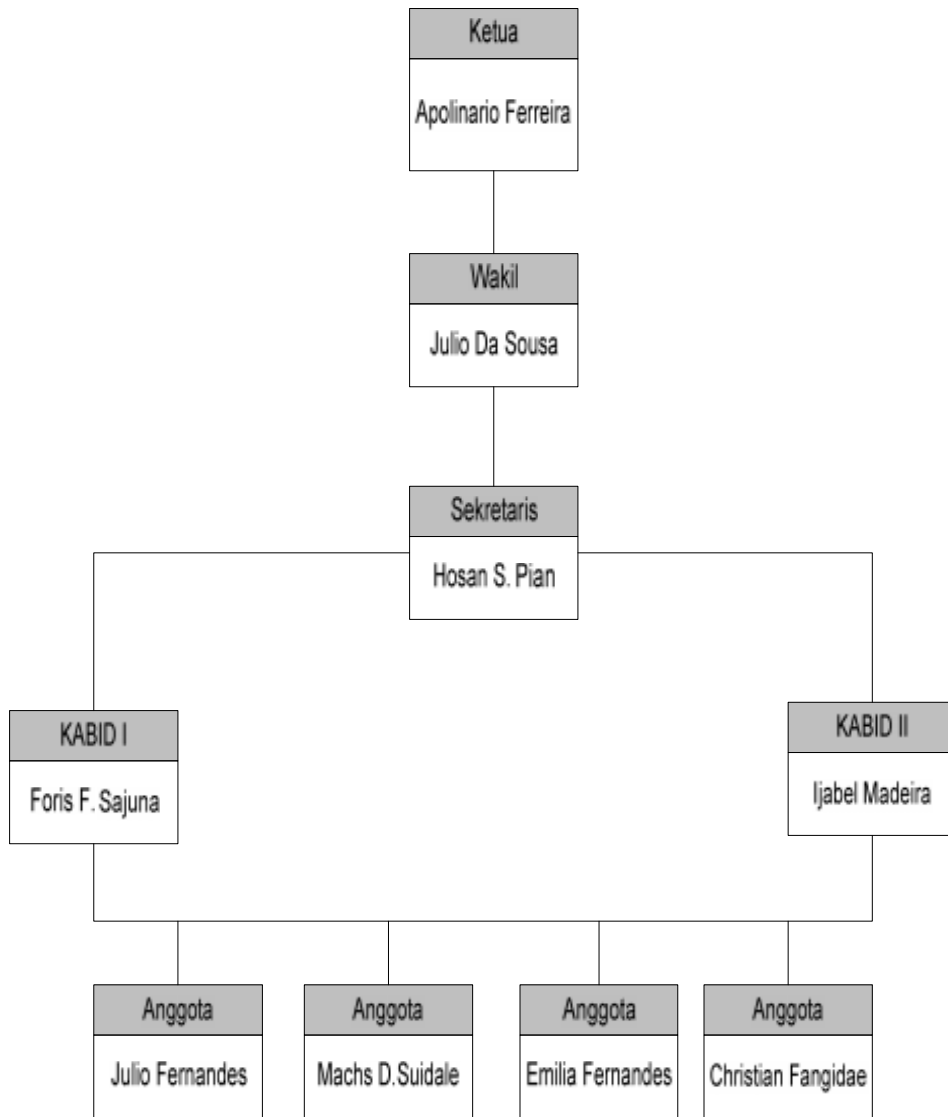 Ketua
Apolinario Ferreira
Wakil
Julio Da Sousa
Sekretaris
Hosan S. Pian
KABID I
Foris F. Sajuna
KABID II
Ijabel Madeira
Anggota
Julio Fernandes
Anggota
Machs D.Suidale
Anggota
Emilia Fernandes
Anggota
Christian Fangidae